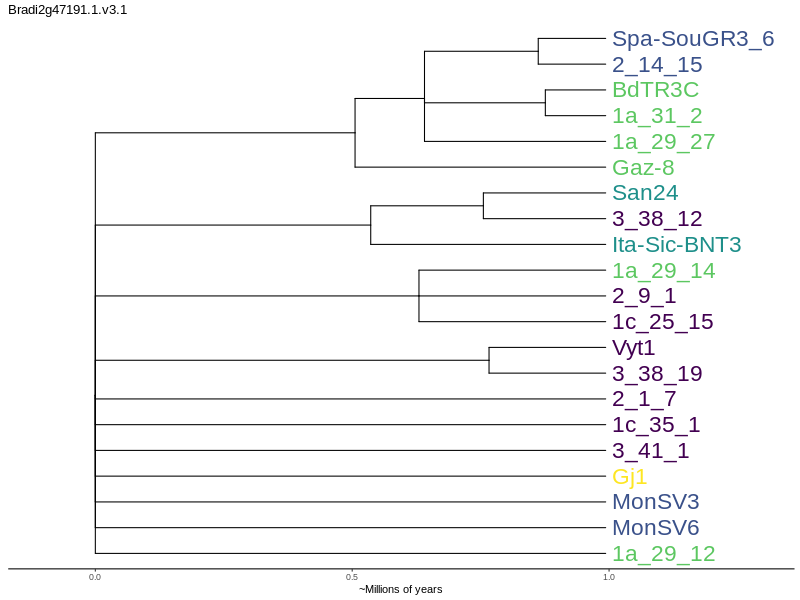 Bradi2g47191.1.v3.1
Spa-SouGR3_6
2_14_15
BdTR3C
1a_31_2
1a_29_27
Gaz-8
San24
3_38_12
Ita-Sic-BNT3
1a_29_14
2_9_1
1c_25_15
Vyt1
3_38_19
2_1_7
1c_35_1
3_41_1
Gj1
MonSV3
MonSV6
1a_29_12
0.0 0.5 1.0
~Millions of years